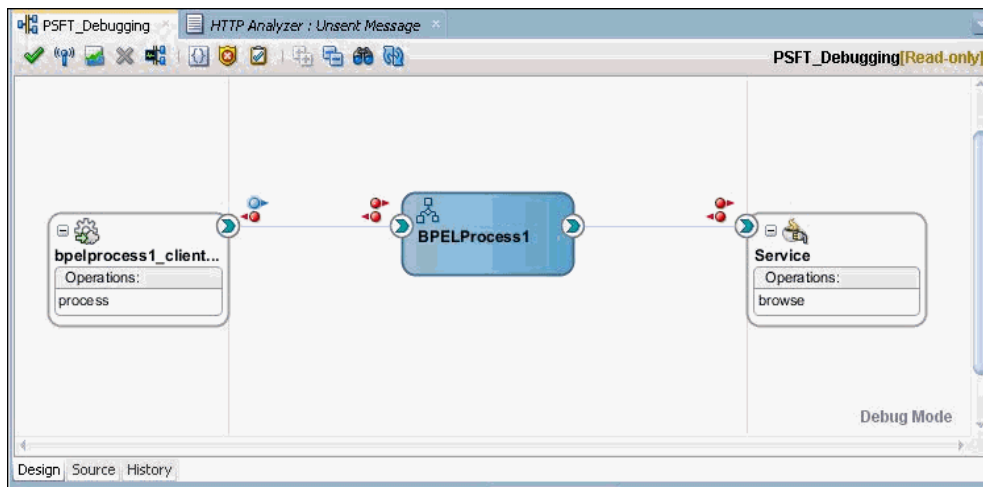 PSFT_Debugging
HTTP Analyzer : Unsent Message
PSFT_Debugging[Read-only]
bpelprocess1_client...
Operations:
process
BPELProcess1
Service
Operations:
browse
Debug Mode
Design Source History